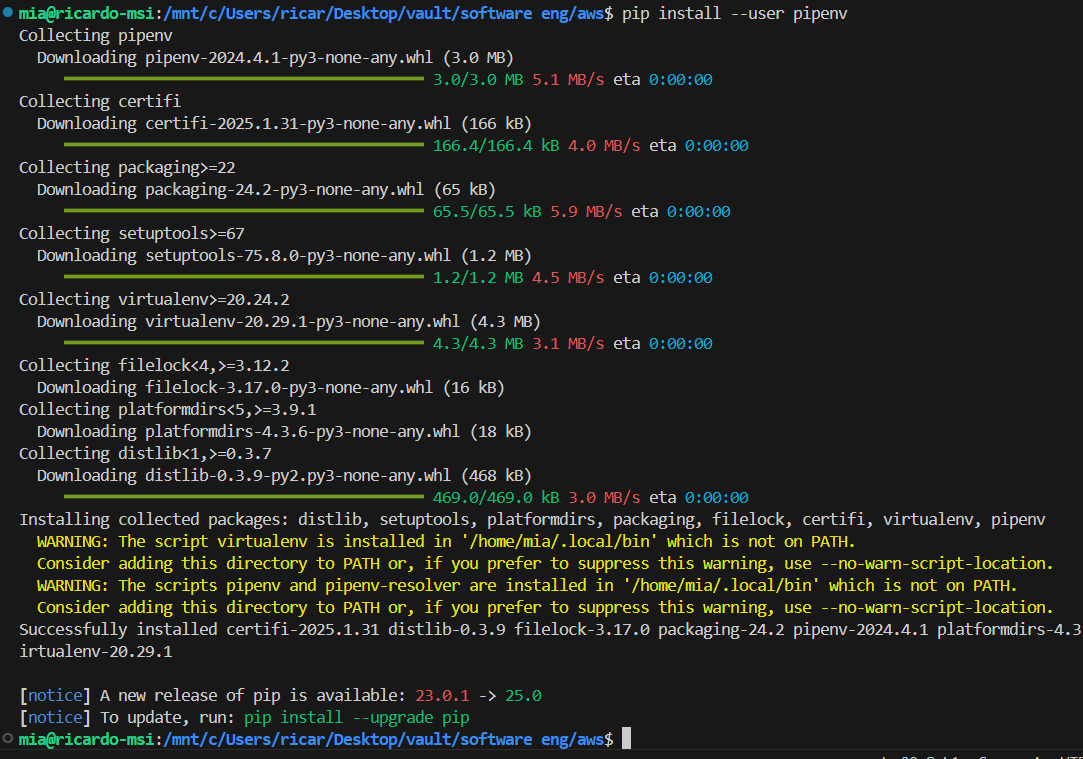 mia@ricardo-msi:/mnt/c/Users/ricar/Desktop/vault/software eng/aws$ pip install --user pipenv
Collecting pipenv
  Downloading pipenv-2024.4.1-py3-none-any.whl (3.0 MB)
3.0/3.0 MB 5.1 MB/s eta 0:00:00
Collecting certifi
  Downloading certifi-2025.1.31-py3-none-any.whl (166 kB)
166.4/166.4 kB 4.0 MB/s eta 0:00:00
Collecting packaging>=22
  Downloading packaging-24.2-py3-none-any.whl (65 kB)
65.5/65.5 kB 5.9 MB/s eta 0:00:00
Collecting setuptools>=67
  Downloading setuptools-75.8.0-py3-none-any.whl (1.2 MB)
1.2/1.2 MB 4.5 MB/s eta 0:00:00
Collecting virtualenv>=20.24.2
  Downloading virtualenv-20.29.1-py3-none-any.whl (4.3 MB)
4.3/4.3 MB 3.1 MB/s eta 0:00:00
Collecting filelock<4,>=3.12.2
  Downloading filelock-3.17.0-py3-none-any.whl (16 kB)
Collecting platformdirs<5,>=3.9.1
  Downloading platformdirs-4.3.6-py3-none-any.whl (18 kB)
Collecting distlib<1,>=0.3.7
  Downloading distlib-0.3.9-py2.py3-none-any.whl (468 kB)
469.0/469.0 kB 3.0 MB/s eta 0:00:00
Installing collected packages: distlib, setuptools, platformdirs, packaging, filelock, certifi, virtualenv, pipenv
  WARNING: The script virtualenv is installed in '/home/mia/.local/bin' which is not on PATH.
  Consider adding this directory to PATH or, if you prefer to suppress this warning, use --no-warn-script-location.
  WARNING: The scripts pipenv and pipenv-resolver are installed in '/home/mia/.local/bin' which is not on PATH.
  Consider adding this directory to PATH or, if you prefer to suppress this warning, use --no-warn-script-location.
Successfully installed certifi-2025.1.31 distlib-0.3.9 filelock-3.17.0 packaging-24.2 pipenv-2024.4.1 platformdirs-4.3
irtualenv-20.29.1
[notice] A new release of pip is available: 23.0.1 -> 25.0
[notice] To update, run: pip install --upgrade pip
mia@ricardo-msi:/mnt/c/Users/ricar/Desktop/vault/software eng/aws$